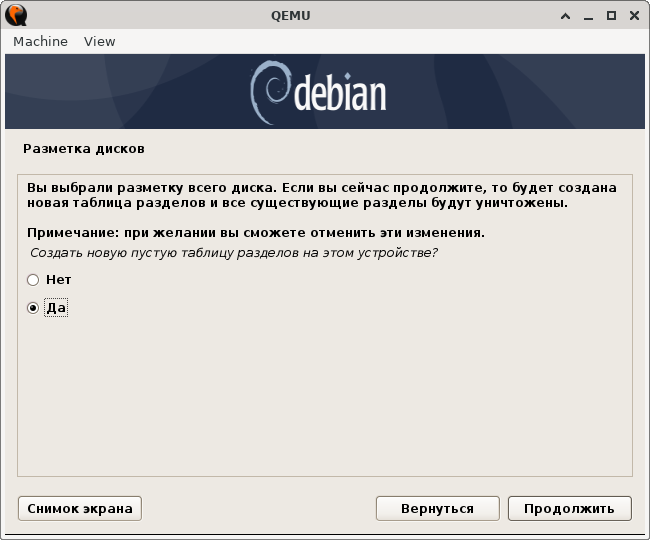 QEMU
Machine View
debian
Разметка дисков
Вы выбрали разметку всего диска. Если вы сейчас продолжите, то будет создана
новая таблица разделов и все существующие разделы будут уничтожены.
Примечание: при желании вы сможете отменить эти изменения.
Создать новую пустую таблицу разделов на этом устройстве?
Нет
Да
Снимок экрана Вернуться Продолжить